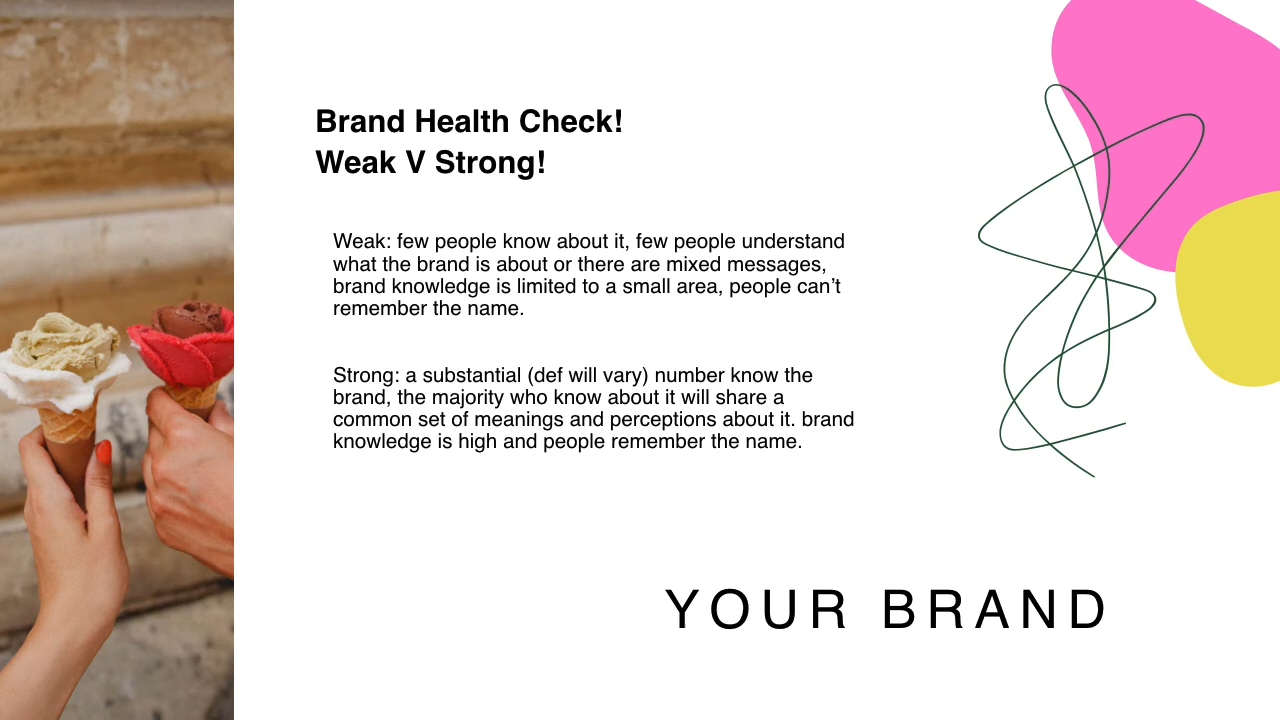 Brand Health Check!
Weak V Strong!
Weak: few people know about it, few people understand
what the brand is about or there are mixed messages,
brand knowledge is limited to a small area, people can’t
remember the name.
Strong: a substantial (def will vary) number know the
brand, the majority who know about it will share a
common set of meanings and perceptions about it. brand
knowledge is high and people remember the name.
YOUR BRAND